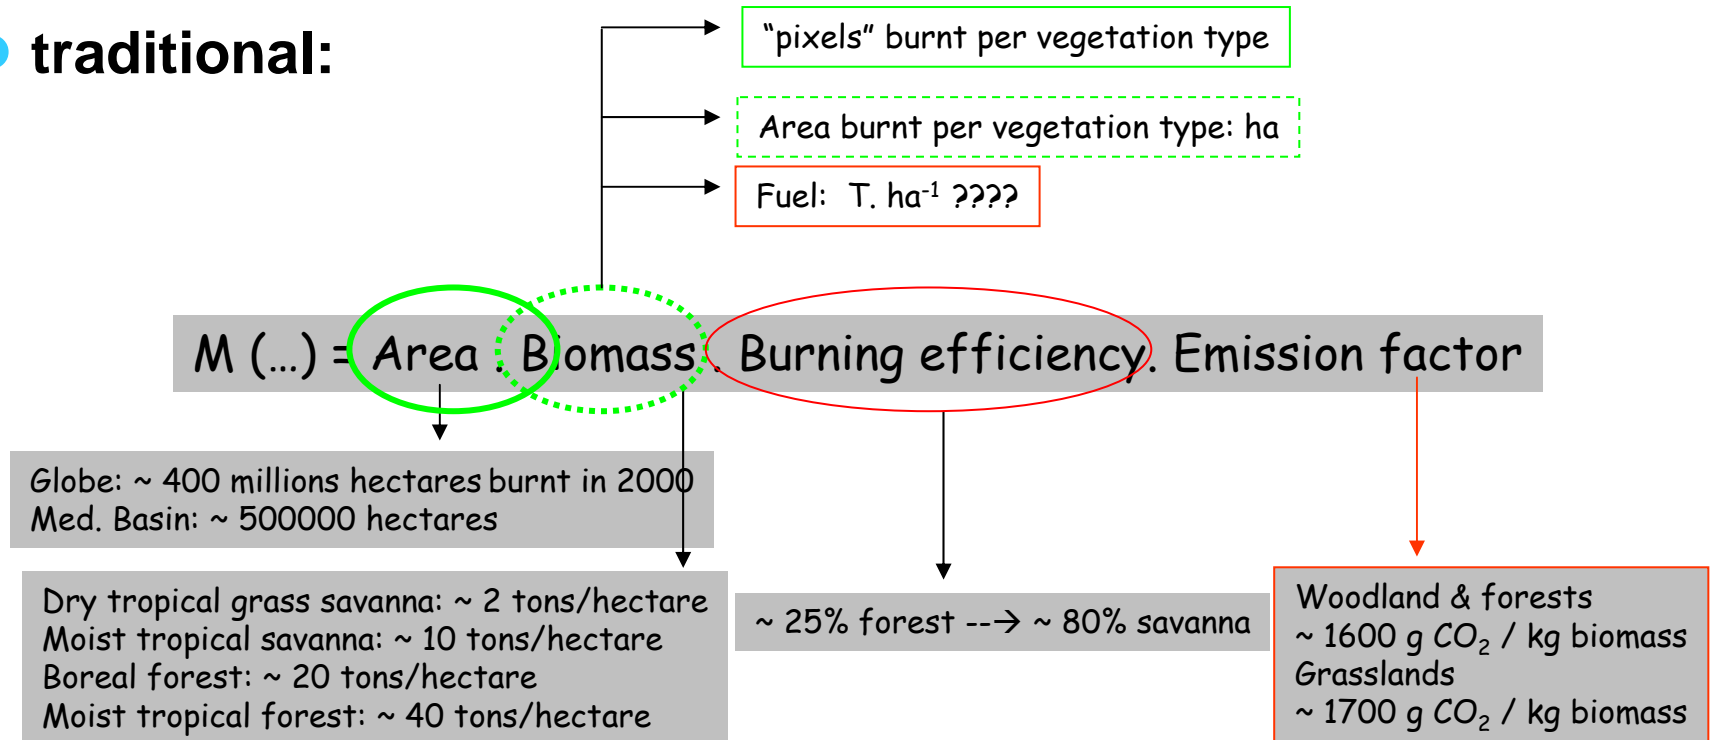 traditional:
“pixels” burnt per vegetation type
Area burnt per vegetation type: ha
Fuel: T. ha⁻¹ ????
M (…) = Area . Biomass . Burning efficiency. Emission factor
Globe: ~ 400 millions hectares burnt in 2000
Med. Basin: ~ 500000 hectares
Dry tropical grass savanna: ~ 2 tons/hectare
Moist tropical savanna: ~ 10 tons/hectare
Boreal forest: ~ 20 tons/hectare
Moist tropical forest: ~ 40 tons/hectare
~ 25% forest --→ ~ 80% savanna
Woodland & forests
~ 1600 g CO₂ / kg biomass
Grasslands
~ 1700 g CO₂ / kg biomass